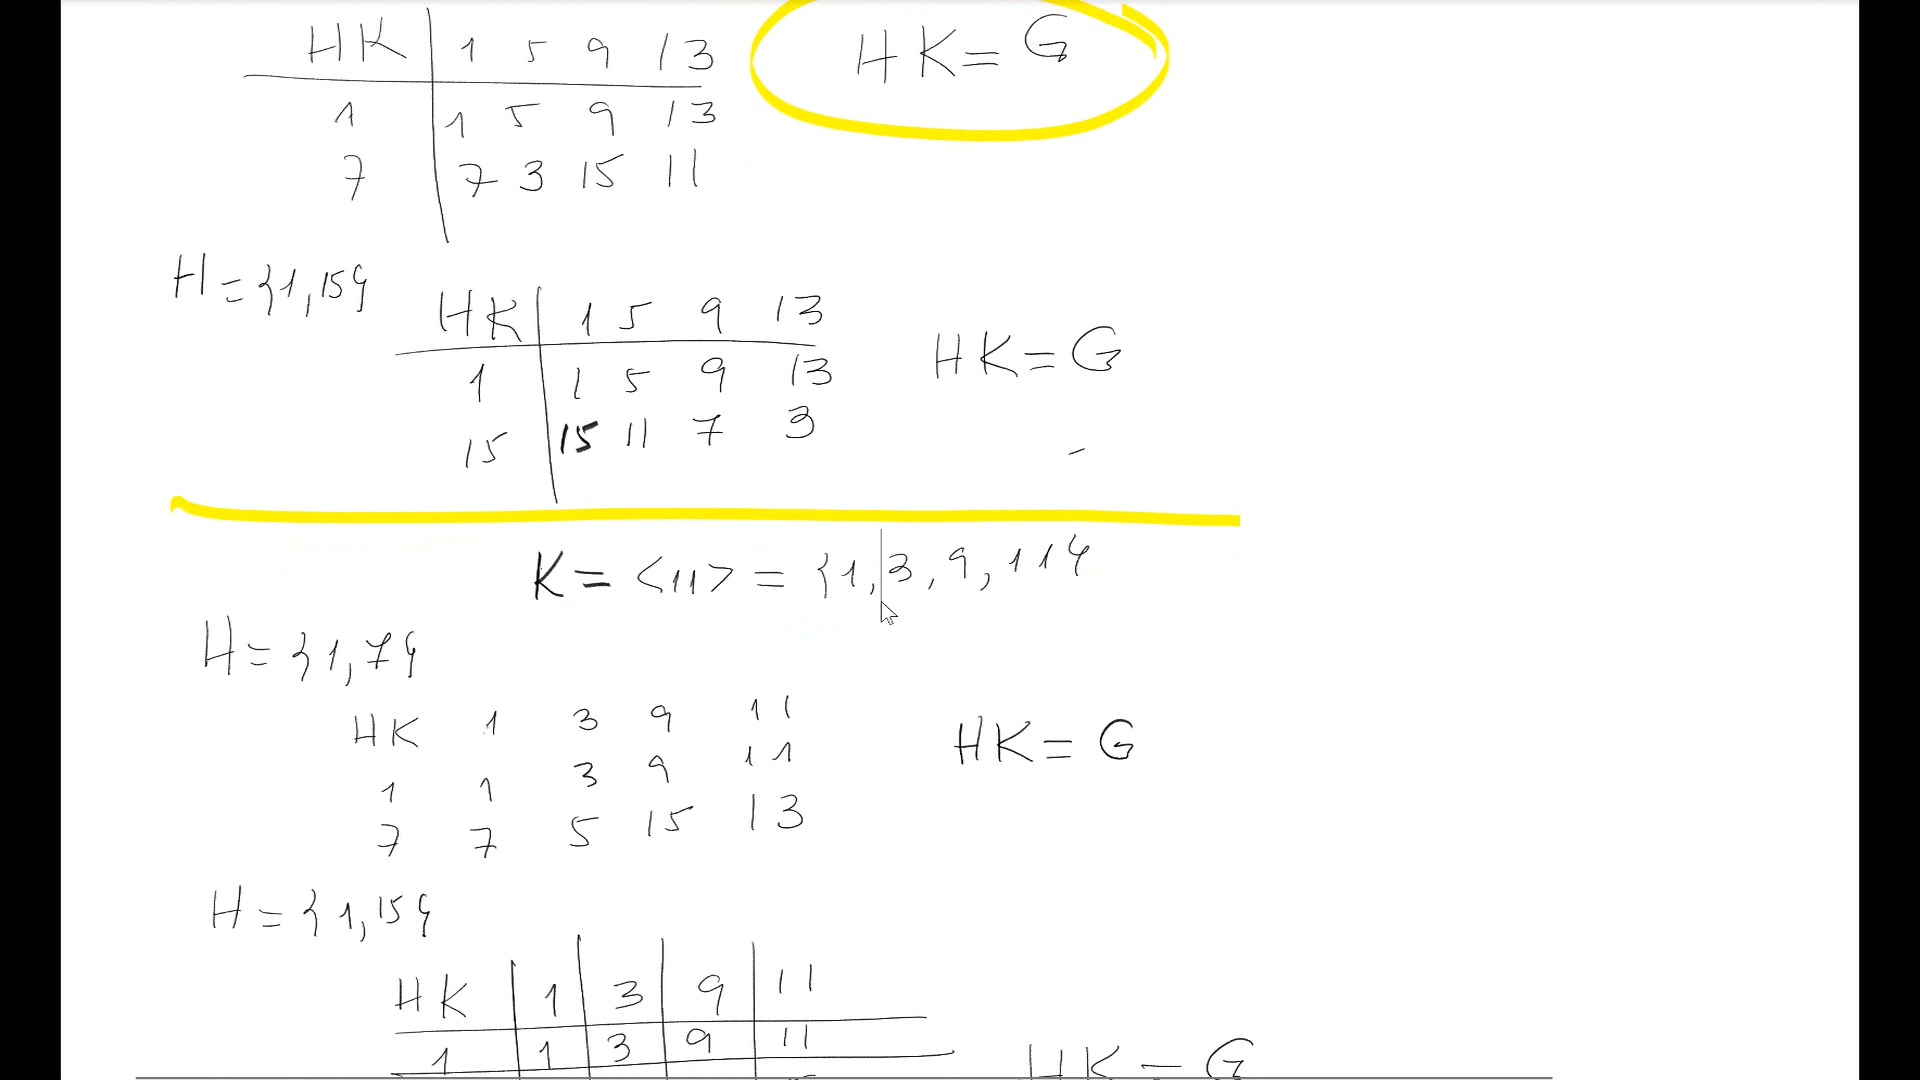 HK 1 5 9 13 HK = G
1 1 5 9 13
7 7 3 15 11
H = {1, 15}
HK 1 5 9 13
1 1 5 9 13 HK = G
15 15 11 7 3
K = <11> = {1, 3, 9, 11}
H = {1, 7}
HK 1 3 9 11
1 1 3 9 11 HK = G
7 7 5 15 13
H = {1, 15}
HK 1 3 9 11
1 1 3 9 11 HK = G